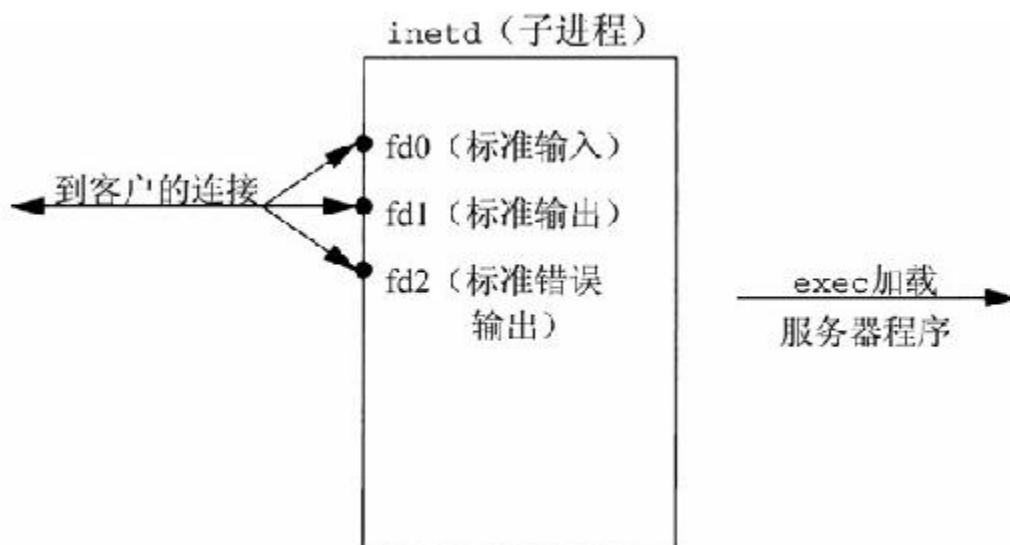 inetd（子进程）
fd0（标准输入）
到客户的连接
fd1（标准输出）
fd2（标准错误
输出）
exec加载
服务器程序